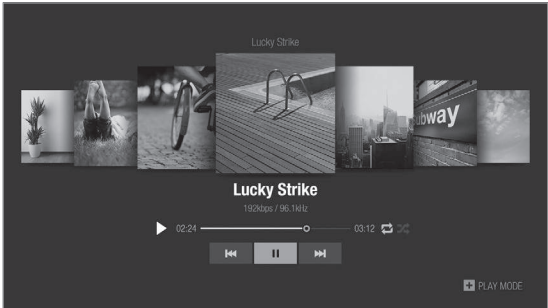 Lucky Strike
ubway
Lucky Strike
192kbps / 96.1kHz
02:24
03:12
PLAY MODE